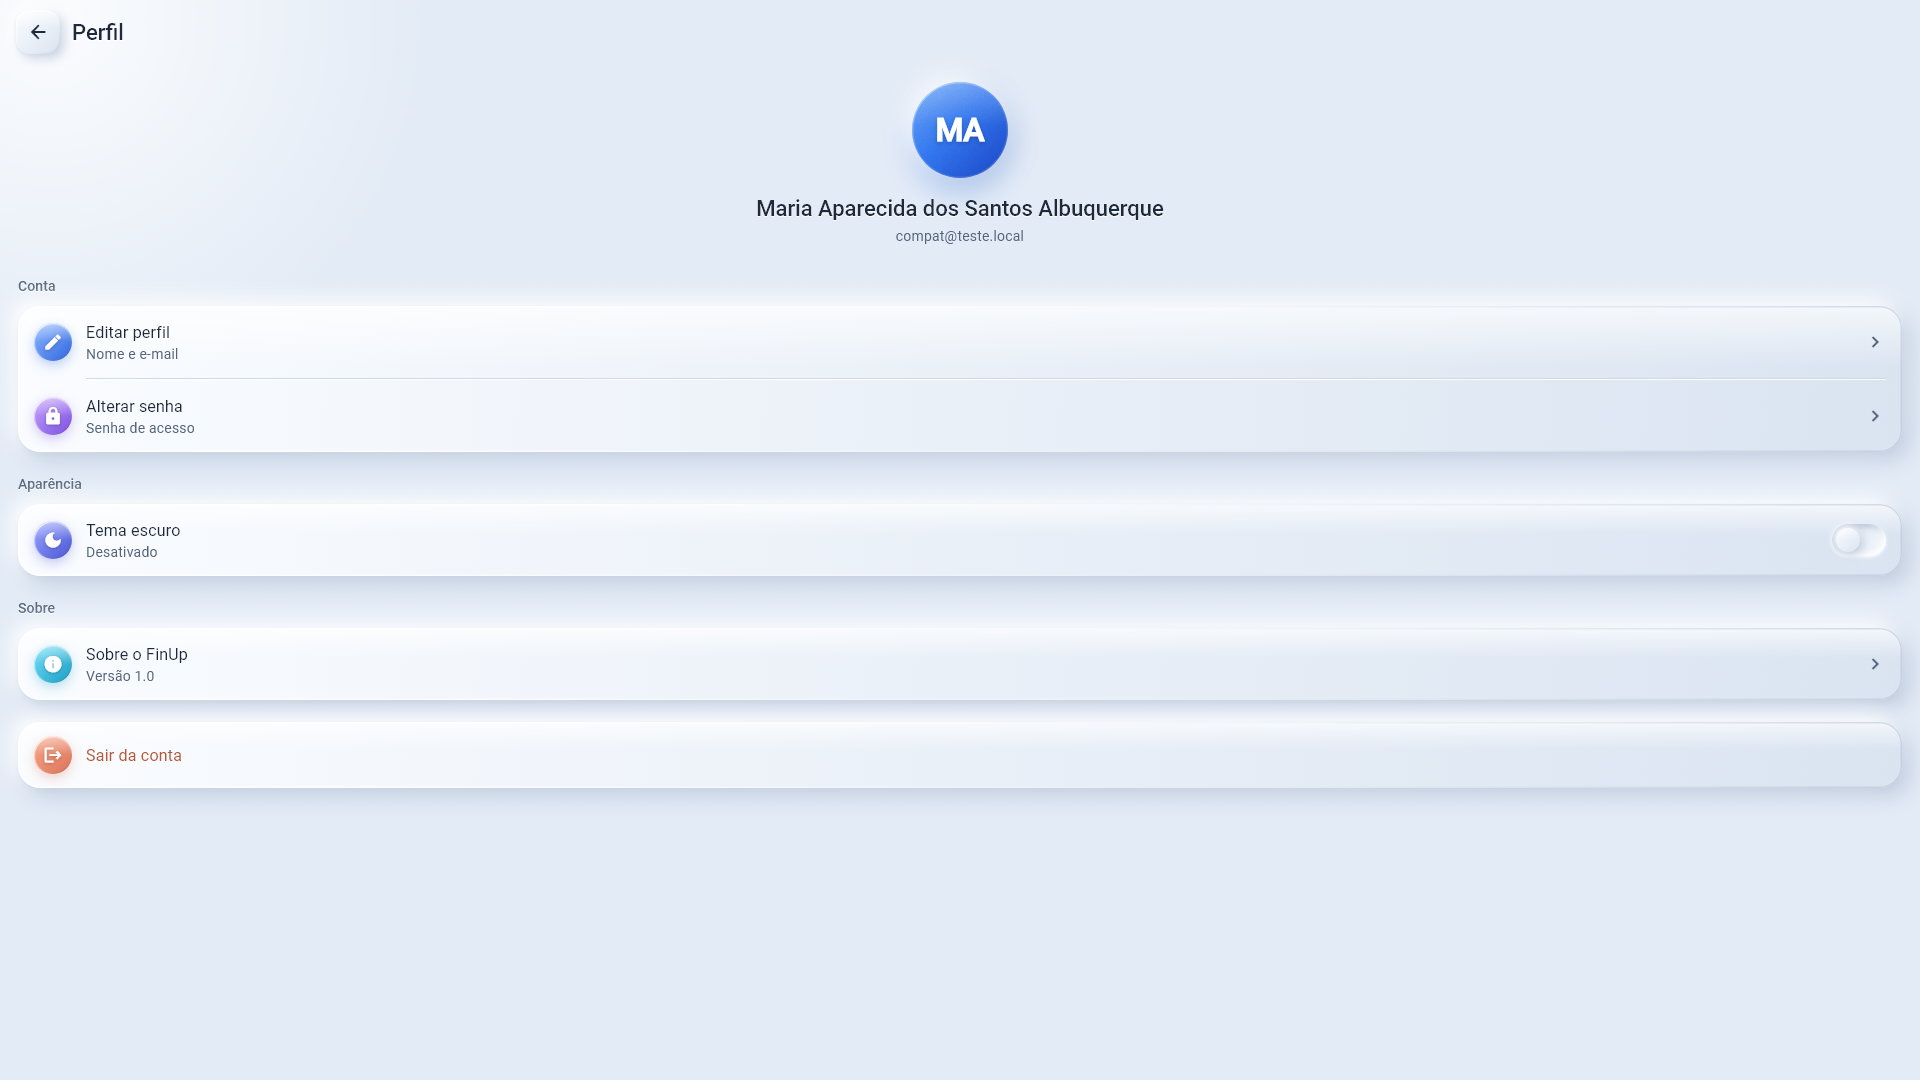 Perfil
MA
Maria Aparecida dos Santos Albuquerque
compat@teste.local
Conta
Editar perfil
Nome e e-mail
Alterar senha
Senha de acesso
Aparência
Tema escuro
Desativado
Sobre
Sobre o FinUp
Versão 1.0
Sair da conta